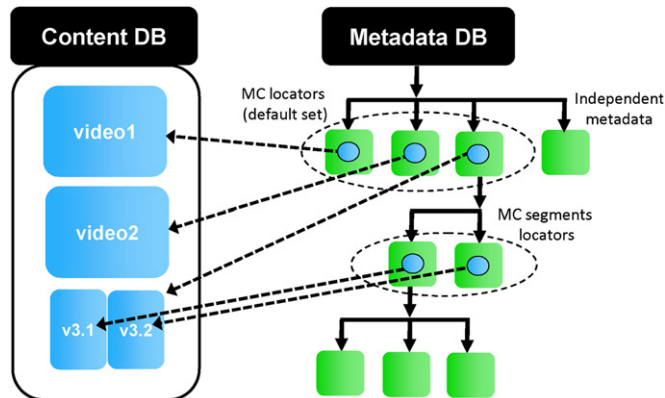 Content DB
Metadata DB
MC locators
(default set)
Independent
metadata
video1
video2
MC segments
locators
v3.1
v3.2